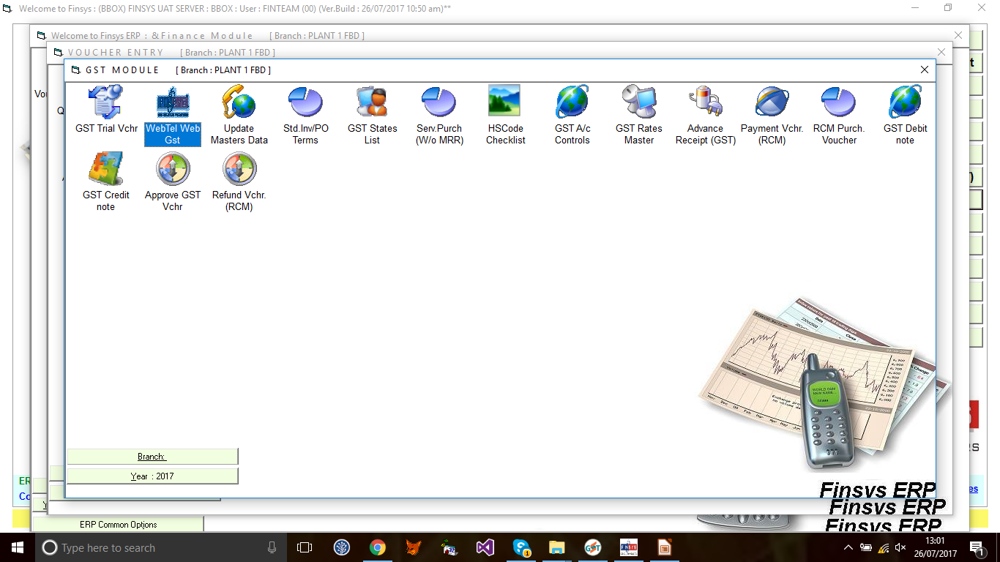 Welcome to Finsys : (BBOX) FINSYS UAT SERVER : BBOX : User : FINTEAM (00) (Ver.Build : 26/07/2017 10:50 am)**
Welcome to Finsys ERP : & F i n a n c e M o d u l e [ Branch : PLANT 1 FBD ]
V O U C H E R E N T R Y [ Branch : PLANT 1 FBD ]
G S T M O D U L E [ Branch : PLANT 1 FBD ]
GST Trial Vchr
WebTel Web Gst
Update Masters Data
Std.Inv/PO Terms
GST States List
Serv.Purch (W/o MRR)
HSCode Checklist
GST A/c Controls
GST Rates Master
Advance Receipt (GST)
Payment Vchr. (RCM)
RCM Purch. Voucher
GST Debit note
GST Credit note
Approve GST Vchr
Refund Vchr. (RCM)
Branch:
Year : 2017
Finsys ERP
Finsys ERP
Finsys ERP
ERP Common Options
Type here to search
13:01
26/07/2017